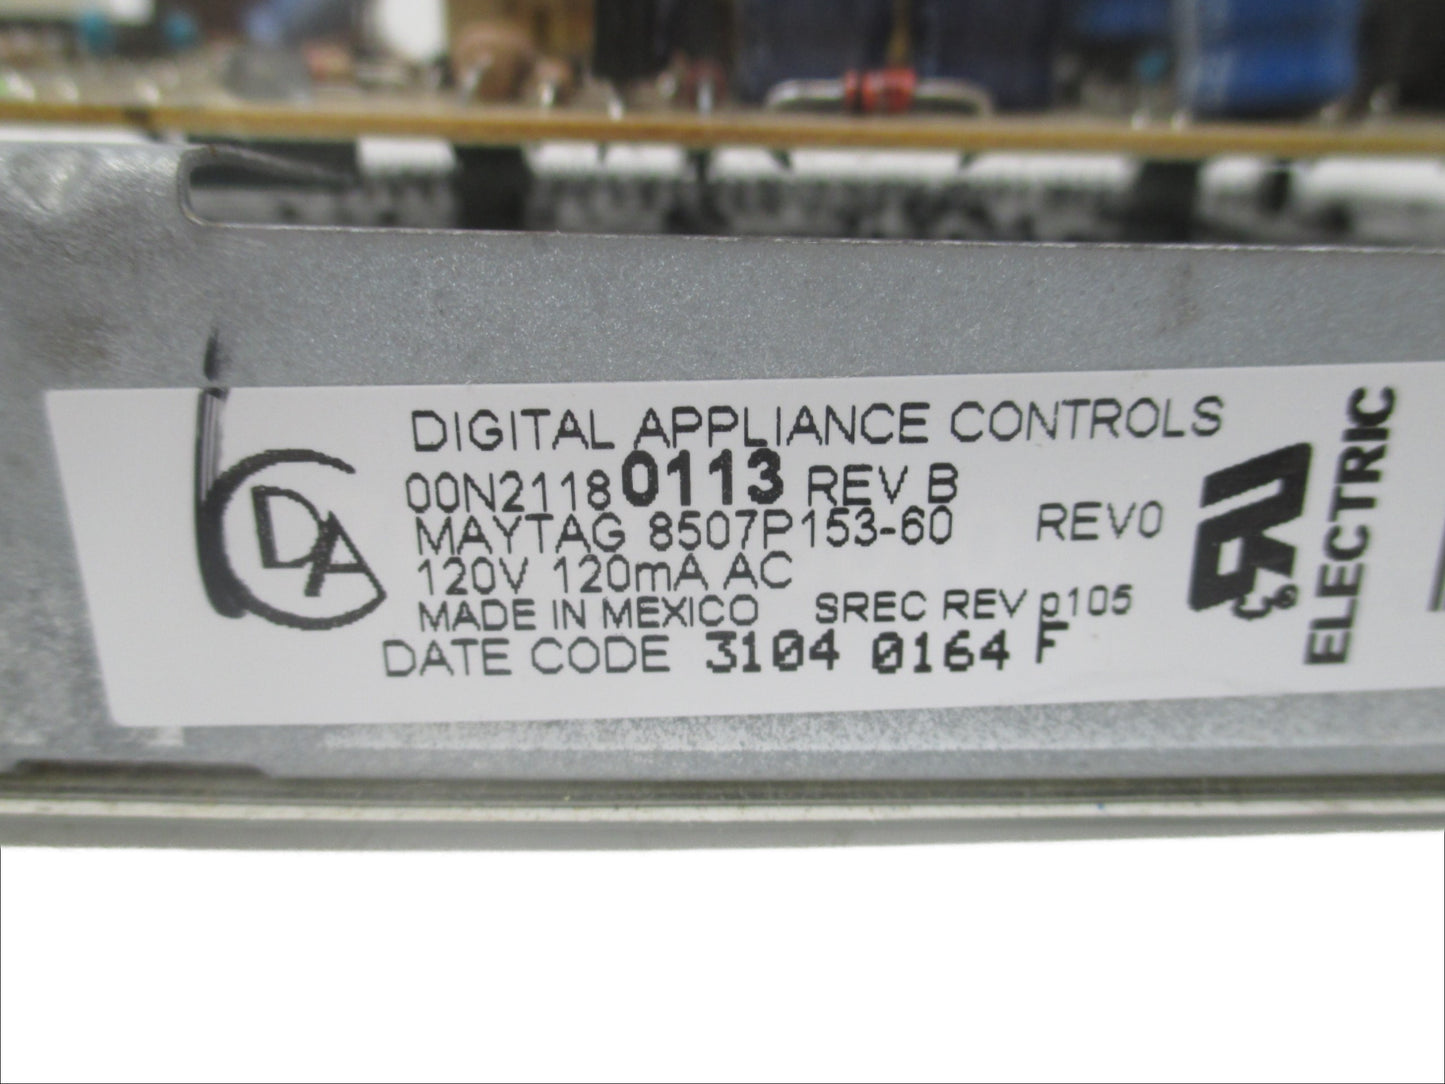 DIGITAL APPLIANCE CONTROLS
00N2118 0113 REV B
MAYTAG 8507P153-60 REV0
120V 120mA AC
MADE IN MEXICO SREC REV p105
DATE CODE 3104 0164 F
DA
ELECTRIC